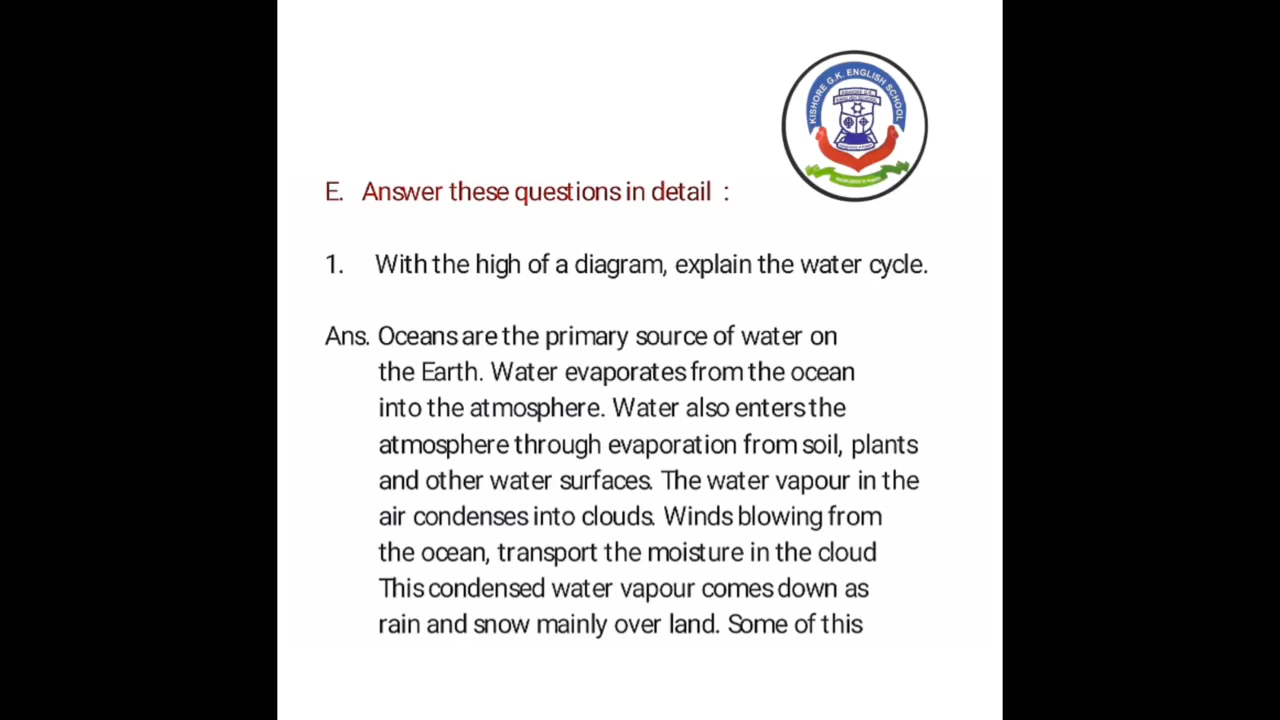 KISHORE G.K. ENGLISH SCHOOL
E. Answer these questions in detail :
1. With the high of a diagram, explain the water cycle.
Ans. Oceans are the primary source of water on
the Earth. Water evaporates from the ocean
into the atmosphere. Water also enters the
atmosphere through evaporation from soil, plants
and other water surfaces. The water vapour in the
air condenses into clouds. Winds blowing from
the ocean, transport the moisture in the cloud
This condensed water vapour comes down as
rain and snow mainly over land. Some of this